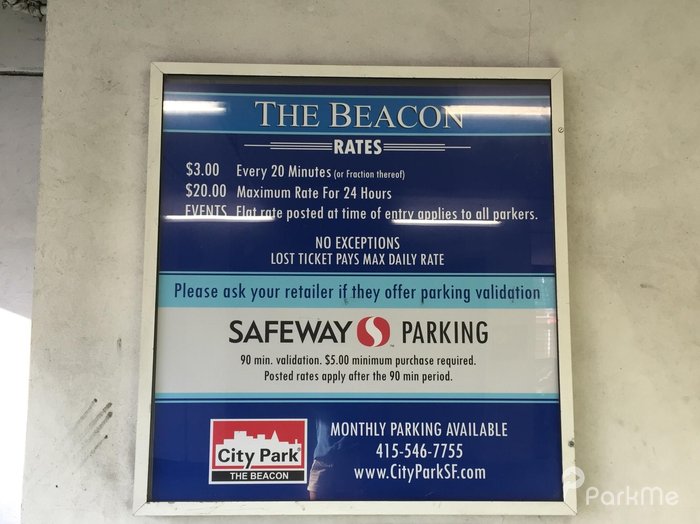 THE BEACON
RATES
$3.00 Every 20 Minutes (or Fraction thereof)
$20.00 Maximum Rate For 24 Hours
EVENTS Flat rate posted at time of entry applies to all parkers.
NO EXCEPTIONS
LOST TICKET PAYS MAX DAILY RATE
Please ask your retailer if they offer parking validation
SAFEWAY PARKING
90 min. validation. $5.00 minimum purchase required.
Posted rates apply after the 90 min period.
City Park
THE BEACON
MONTHLY PARKING AVAILABLE
415-546-7755
www.CityParkSF.com
ParkMe